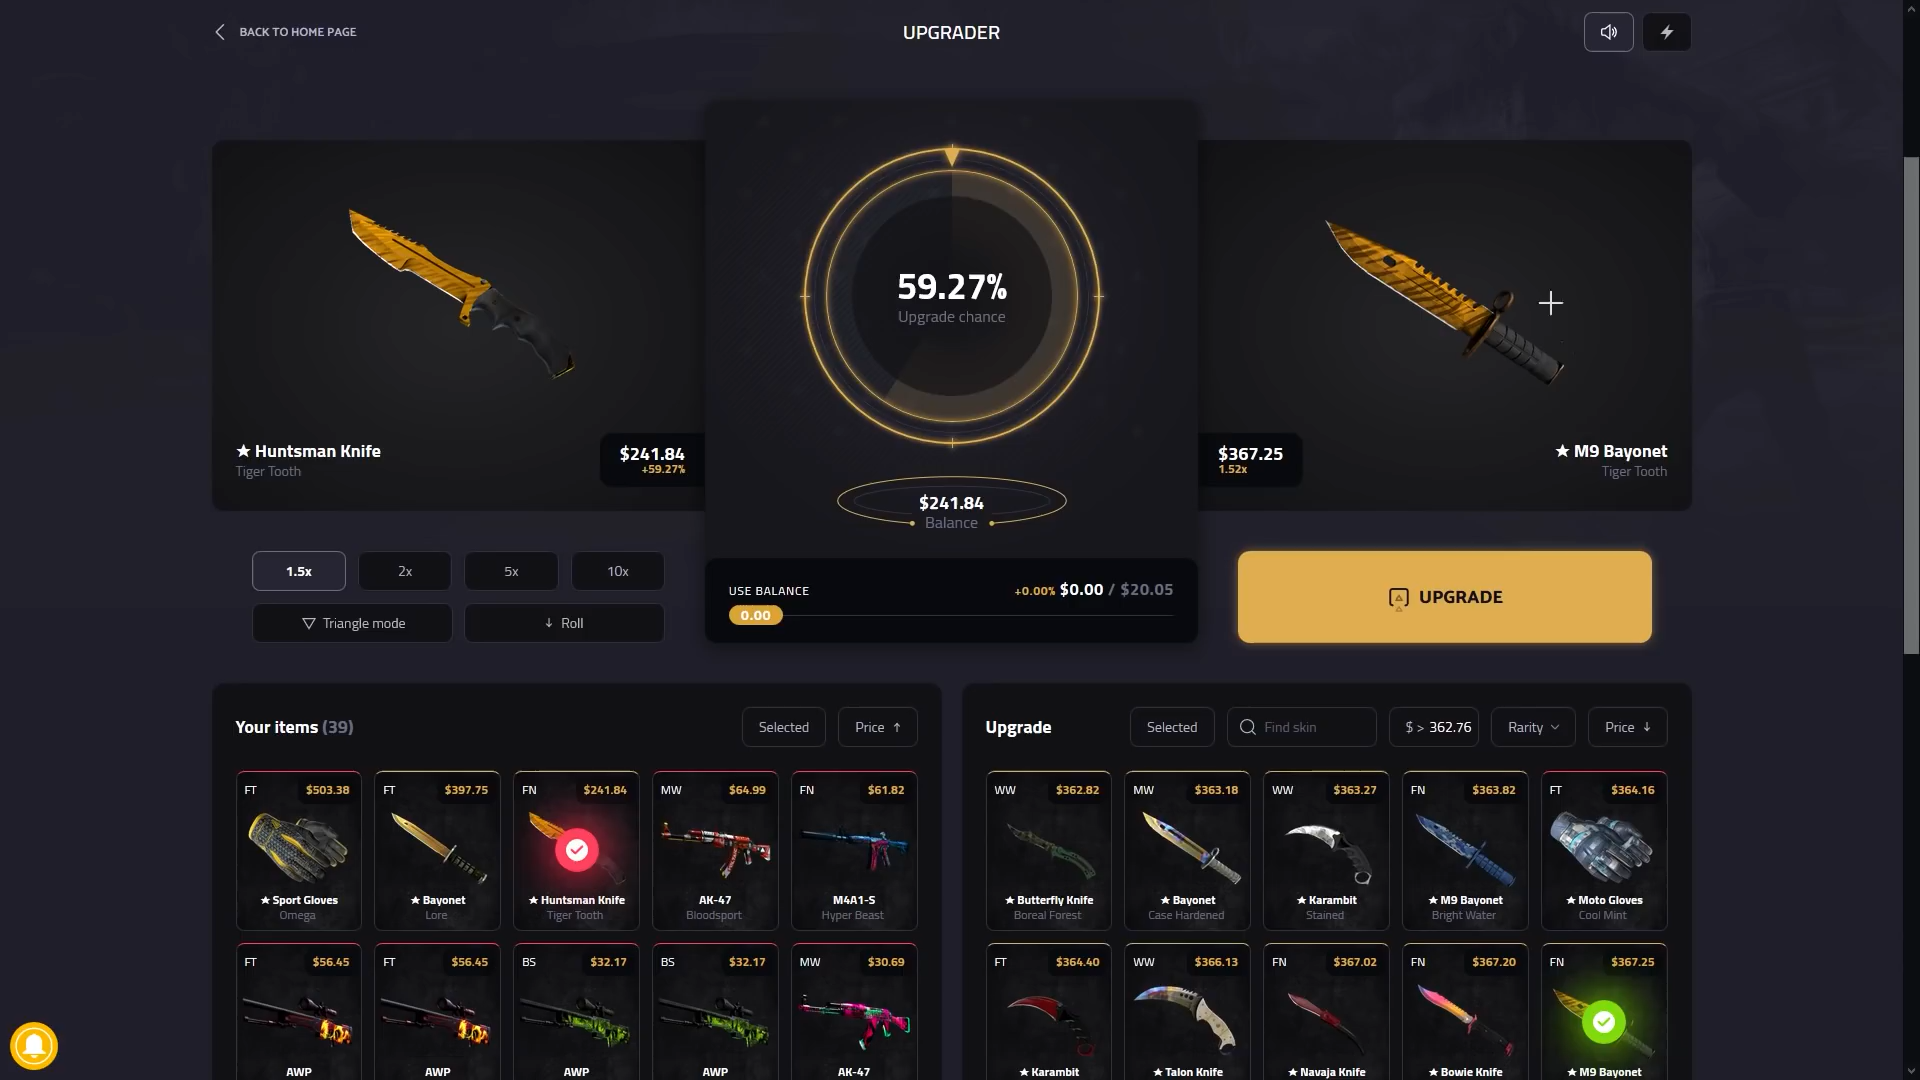 BACK TO HOME PAGE
UPGRADER
59.27%
Upgrade chance
★ Huntsman Knife
Tiger Tooth
$241.84
+59.27%
$367.25
1.52x
★ M9 Bayonet
Tiger Tooth
$241.84
Balance
1.5x
2x
5x
10x
Triangle mode
↓ Roll
USE BALANCE
+0.00% $0.00 / $20.05
0.00
UPGRADE
Your items (39)
Selected
Price ↑
FT $503.38
★ Sport Gloves
Omega
FT $397.75
★ Bayonet
Lore
FN $241.84
★ Huntsman Knife
Tiger Tooth
MW $64.99
AK-47
Bloodsport
FN $61.82
M4A1-S
Hyper Beast
FT $56.45
AWP
FT $56.45
AWP
BS $32.17
AWP
BS $32.17
AWP
MW $30.69
AK-47
Upgrade
Selected
Find skin
$ > 362.76
Rarity
Price ↓
WW $362.82
★ Butterfly Knife
Boreal Forest
MW $363.18
★ Bayonet
Case Hardened
WW $363.27
★ Karambit
Stained
FN $363.82
★ M9 Bayonet
Bright Water
FT $364.16
★ Moto Gloves
Cool Mint
FT $364.40
★ Karambit
WW $366.13
★ Talon Knife
FN $367.02
★ Navaja Knife
FN $367.20
★ Bowie Knife
FN $367.25
★ M9 Bayonet